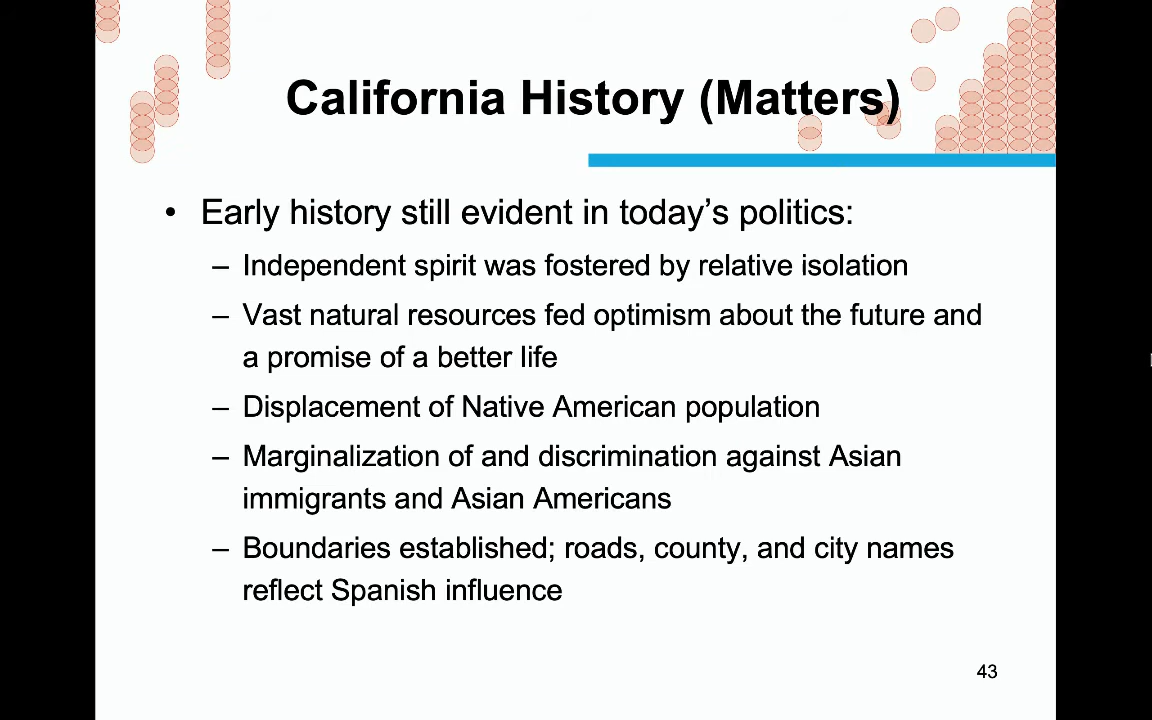 California History (Matters)
• Early history still evident in today’s politics:
– Independent spirit was fostered by relative isolation
– Vast natural resources fed optimism about the future and
a promise of a better life
– Displacement of Native American population
– Marginalization of and discrimination against Asian
immigrants and Asian Americans
– Boundaries established; roads, county, and city names
reflect Spanish influence
43